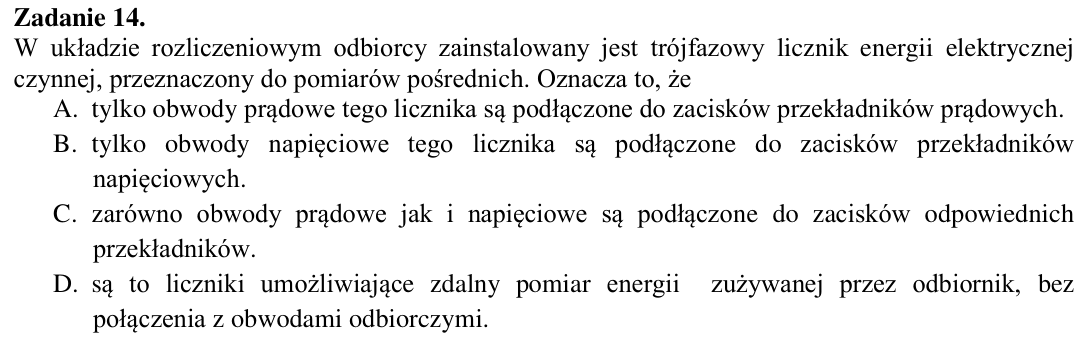 Zadanie 14.
W układzie rozliczeniowym odbiorcy zainstalowany jest trójfazowy licznik energii elektrycznej
czynnej, przeznaczony do pomiarów pośrednich. Oznacza to, że
A. tylko obwody prądowe tego licznika są podłączone do zacisków przekładników prądowych.
B. tylko obwody napięciowe tego licznika są podłączone do zacisków przekładników
napięciowych.
C. zarówno obwody prądowe jak i napięciowe są podłączone do zacisków odpowiednich
przekładników.
D. są to liczniki umożliwiające zdalny pomiar energii zużywanej przez odbiornik, bez
połączenia z obwodami odbiorczymi.